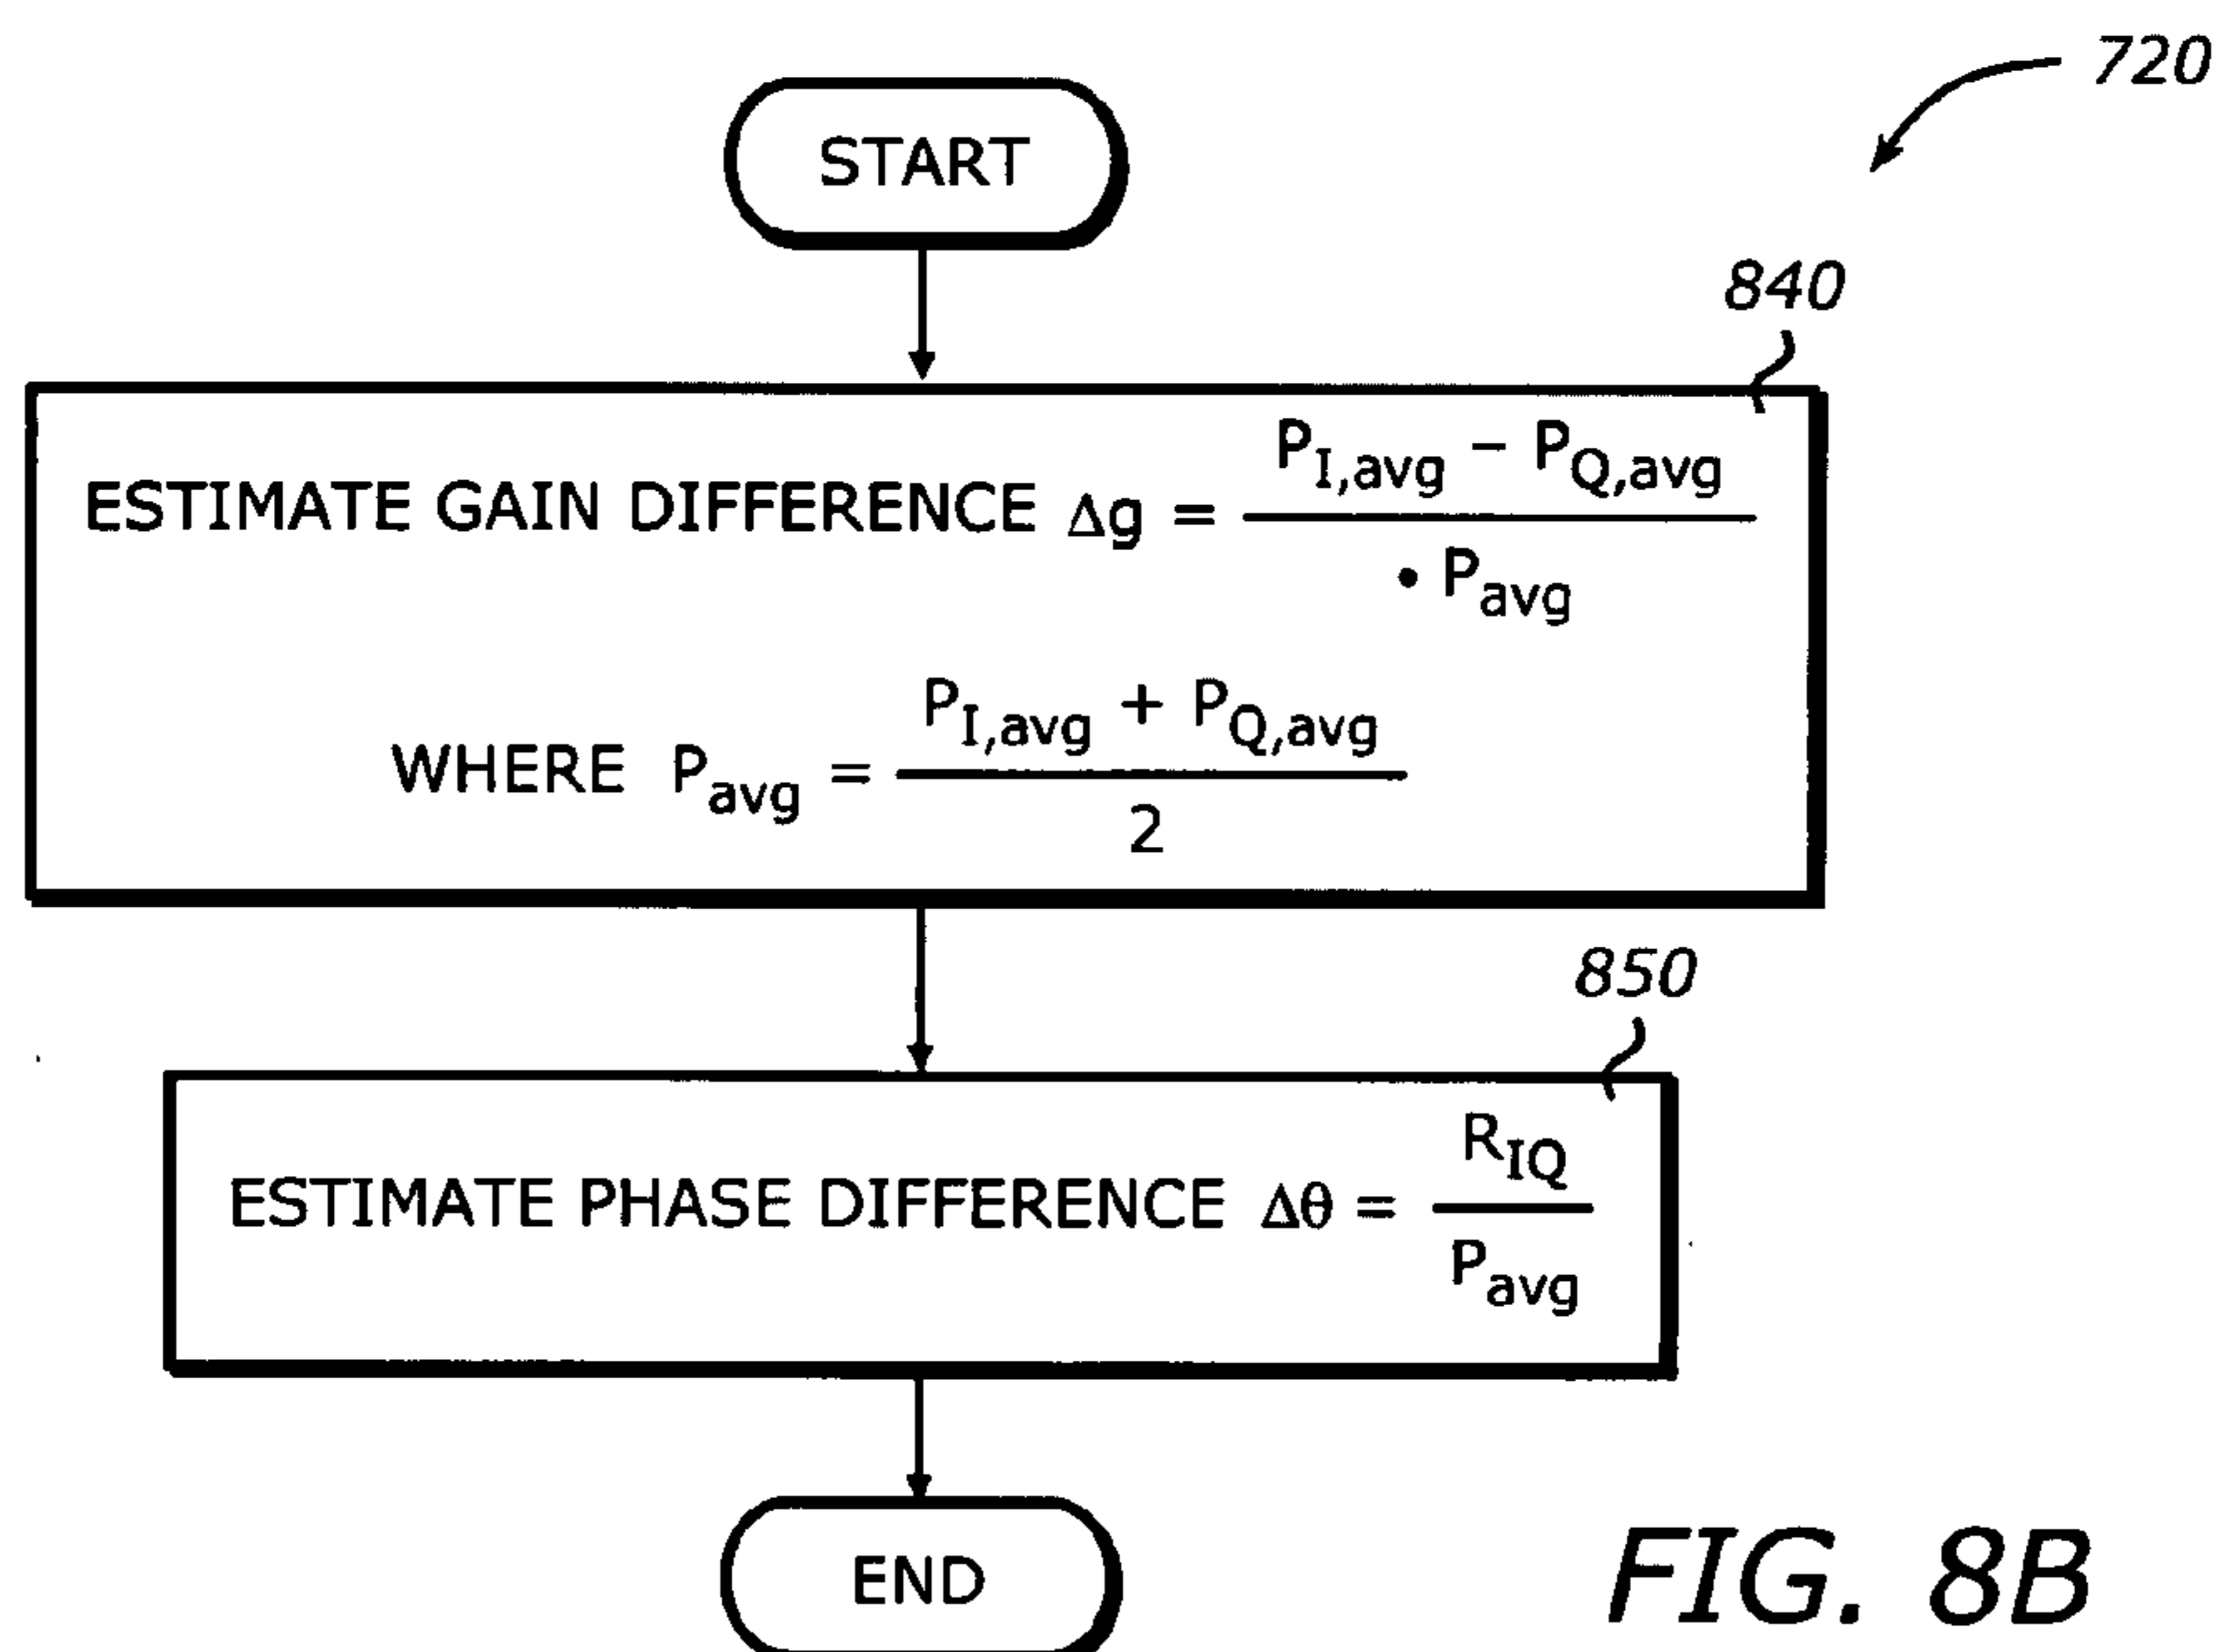 720
START
840
ESTIMATE GAIN DIFFERENCE Δg = (P_I,avg − P_Q,avg) / (• P_avg)
WHERE P_avg = (P_I,avg + P_Q,avg) / 2
850
ESTIMATE PHASE DIFFERENCE Δθ = R_IQ / P_avg
END
FIG. 8B